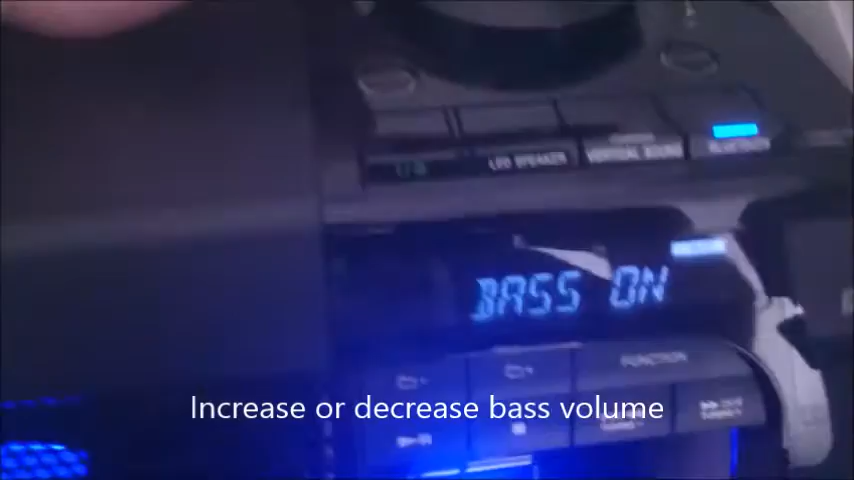 LED SPEAKER
VERTICAL SOUND
BLUETOOTH
BASS ON
FUNCTION
Increase or decrease bass volume